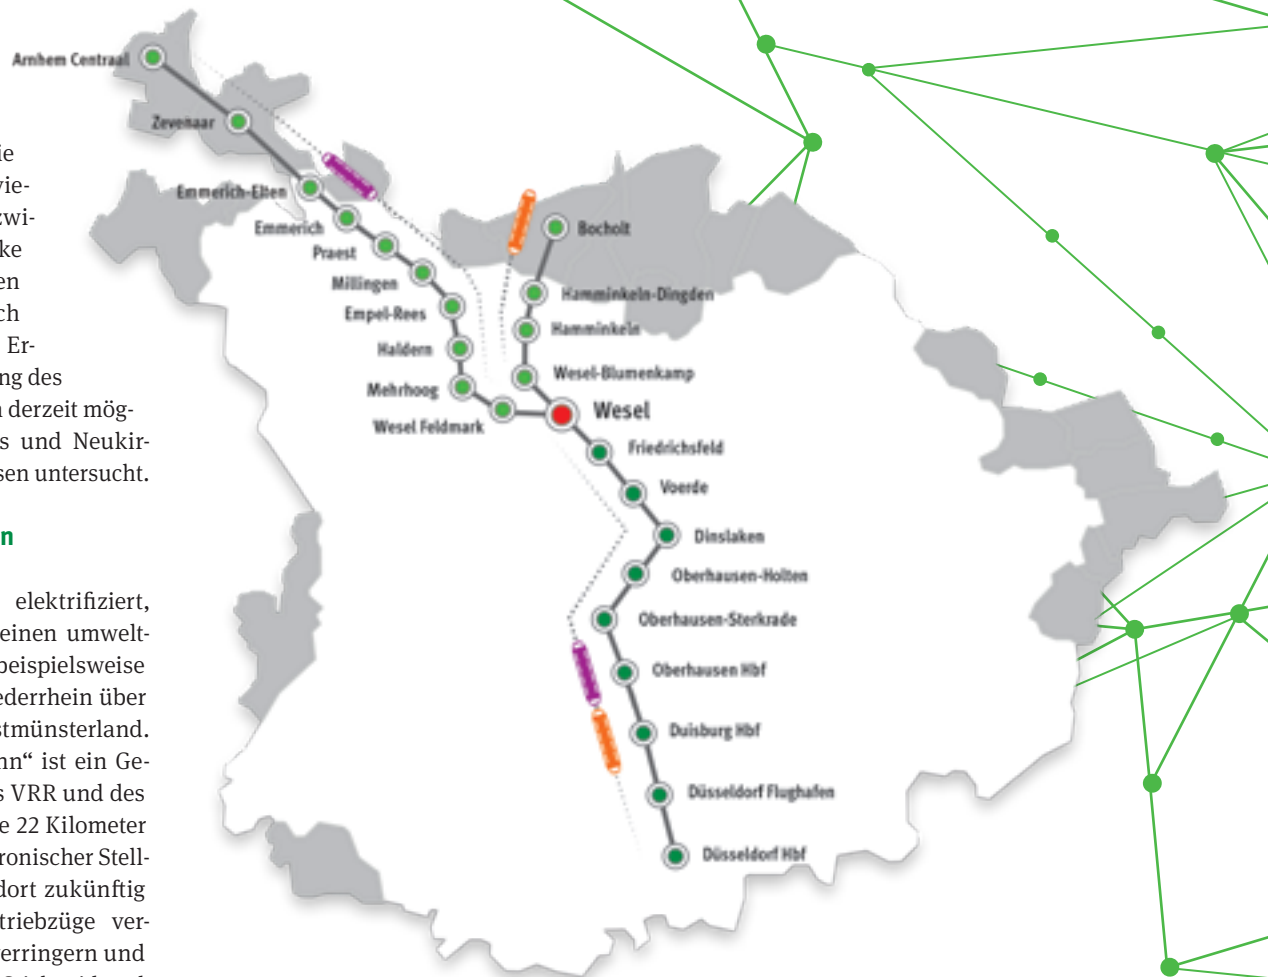 ie
vie-
zwi-
ke
en
ch
Er-
ng des
n derzeit mög-
s und Neukir-
sen untersucht.
n
elektrifiziert,
einen umwelt-
beispielsweise
ederrhein über
stmünsterland.
nn“ ist ein Ge-
s VRR und des
e 22 Kilometer
ronischer Stell-
dort zukünftig
triebzüge ver-
erringern und
Arnhem Centraal
Zevenaar
Emmerich-Elten
Emmerich
Praest
Millingen
Empel-Rees
Haldern
Mehrhoog
Wesel Feldmark
Bocholt
Hamminkeln-Dingden
Hamminkeln
Wesel-Blumenkamp
Wesel
Friedrichsfeld
Voerde
Dinslaken
Oberhausen-Holten
Oberhausen-Sterkrade
Oberhausen Hbf
Duisburg Hbf
Düsseldorf Flughafen
Düsseldorf Hbf